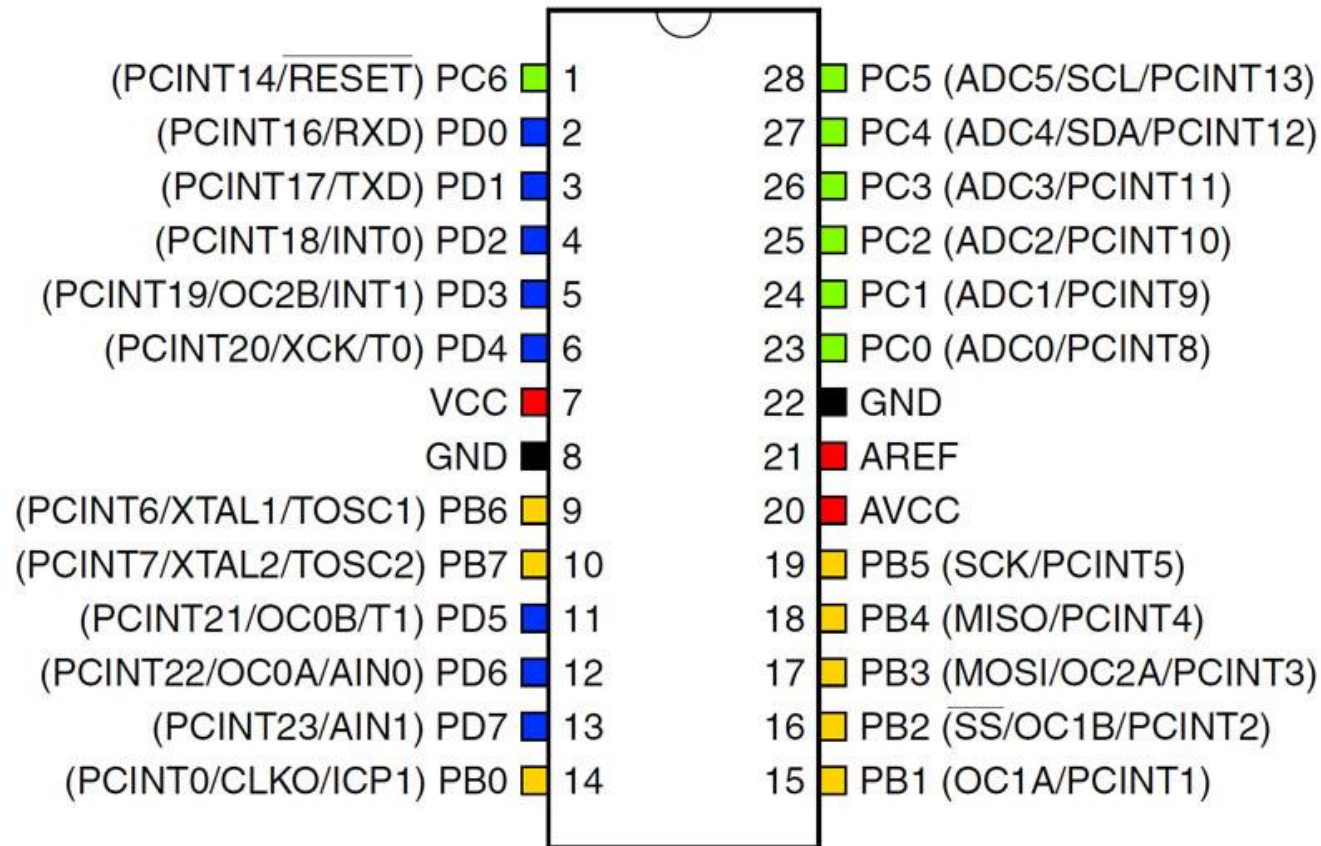 (PCINT14/RESET) PC6 1 28 PC5 (ADC5/SCL/PCINT13)
(PCINT16/RXD) PD0 2 27 PC4 (ADC4/SDA/PCINT12)
(PCINT17/TXD) PD1 3 26 PC3 (ADC3/PCINT11)
(PCINT18/INT0) PD2 4 25 PC2 (ADC2/PCINT10)
(PCINT19/OC2B/INT1) PD3 5 24 PC1 (ADC1/PCINT9)
(PCINT20/XCK/T0) PD4 6 23 PC0 (ADC0/PCINT8)
VCC 7 22 GND
GND 8 21 AREF
(PCINT6/XTAL1/TOSC1) PB6 9 20 AVCC
(PCINT7/XTAL2/TOSC2) PB7 10 19 PB5 (SCK/PCINT5)
(PCINT21/OC0B/T1) PD5 11 18 PB4 (MISO/PCINT4)
(PCINT22/OC0A/AIN0) PD6 12 17 PB3 (MOSI/OC2A/PCINT3)
(PCINT23/AIN1) PD7 13 16 PB2 (SS/OC1B/PCINT2)
(PCINT0/CLKO/ICP1) PB0 14 15 PB1 (OC1A/PCINT1)